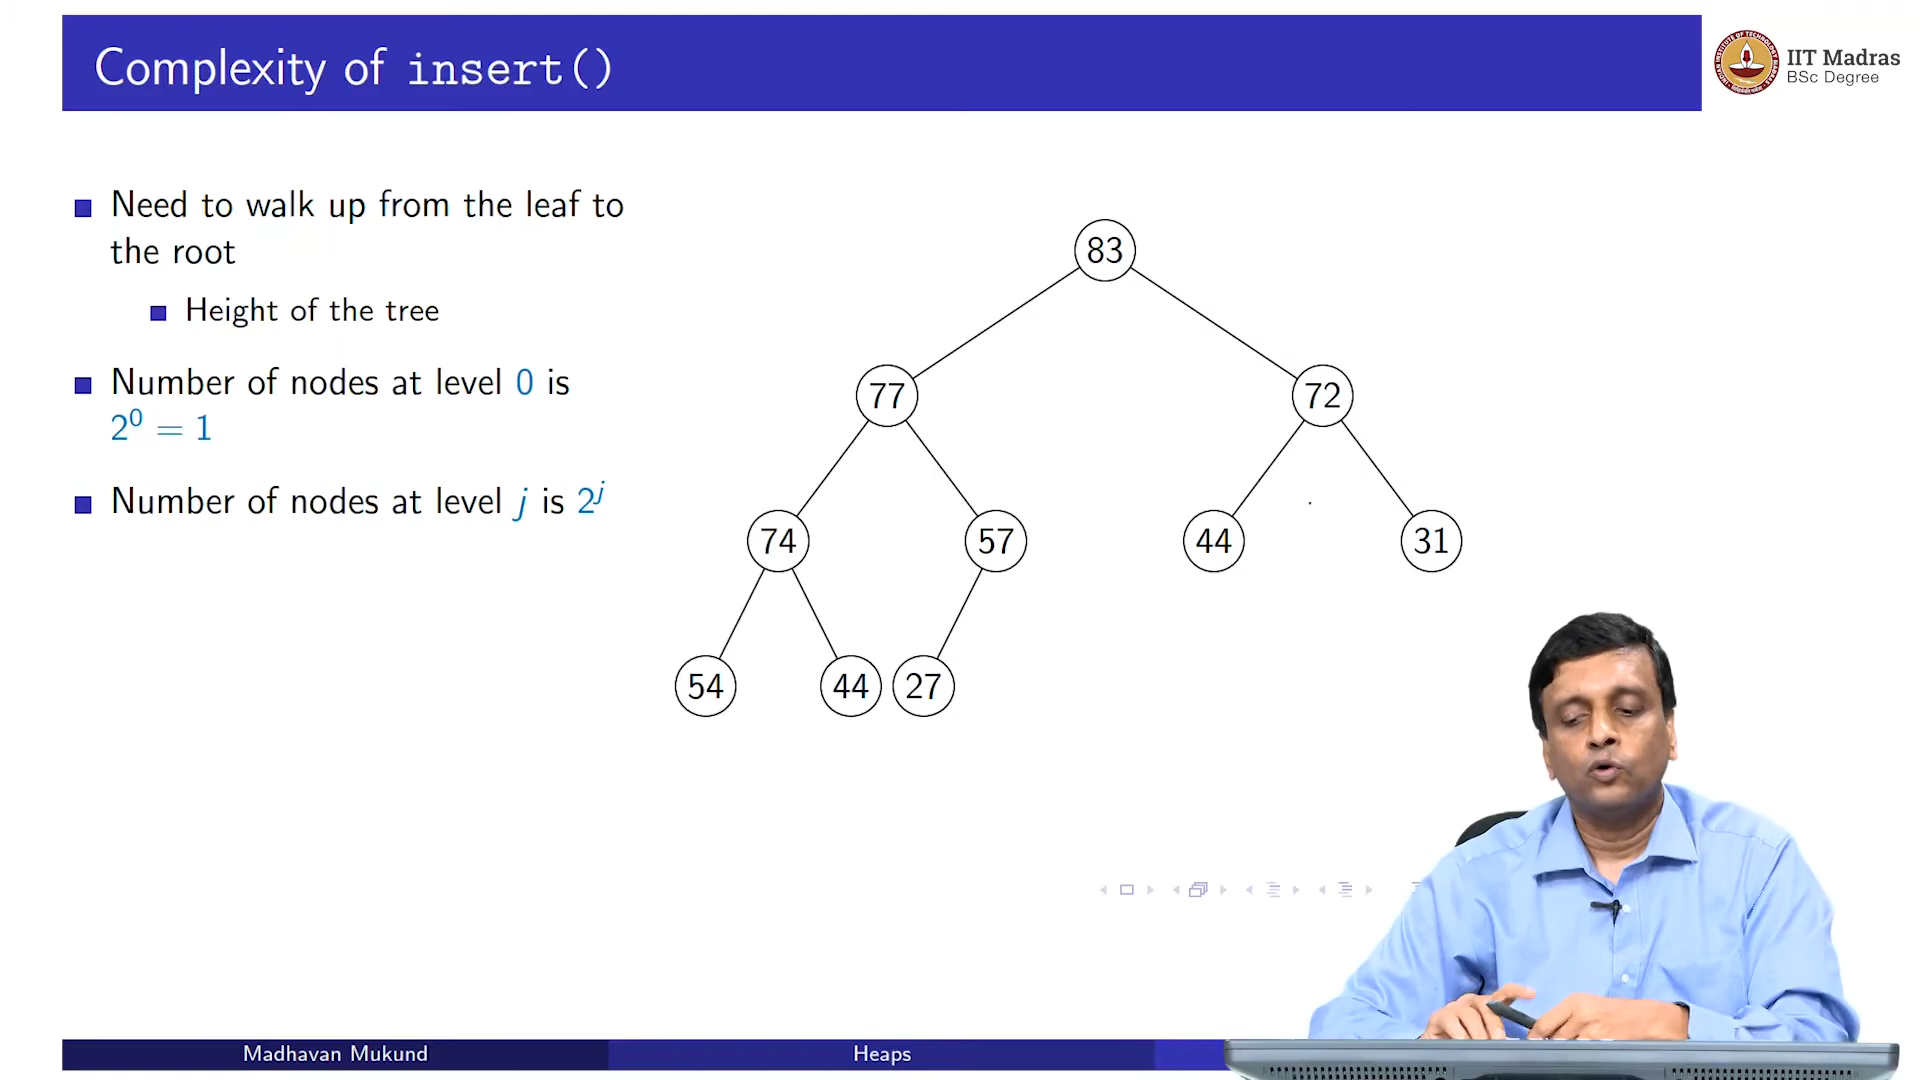 Complexity of insert()
IIT Madras
BSc Degree
Need to walk up from the leaf to
the root
Height of the tree
Number of nodes at level 0 is
2⁰ = 1
Number of nodes at level j is 2ʲ
83
77
72
74
57
44
31
54
44
27
Madhavan Mukund
Heaps